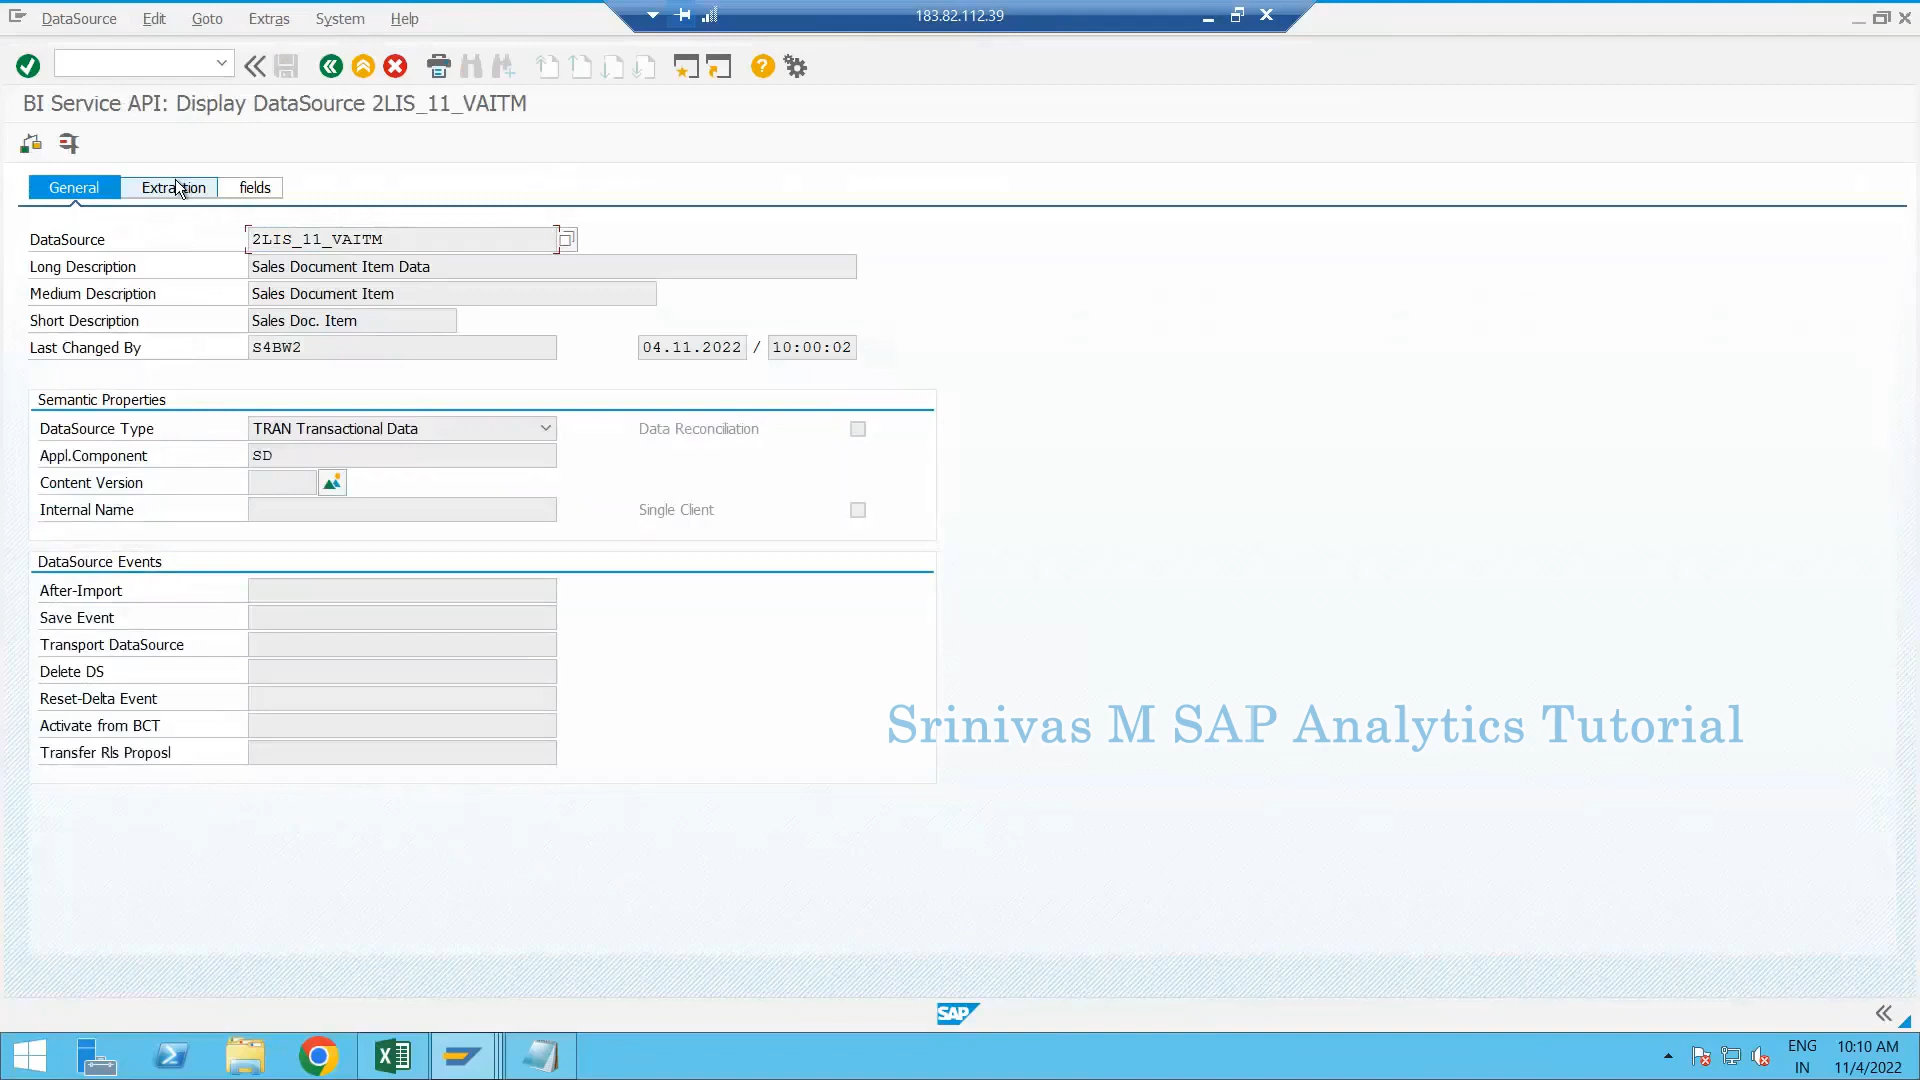 DataSource Edit Goto Extras System Help
183.82.112.39
BI Service API: Display DataSource 2LIS_11_VAITM
General Extraction fields
DataSource 2LIS_11_VAITM
Long Description Sales Document Item Data
Medium Description Sales Document Item
Short Description Sales Doc. Item
Last Changed By S4BW2 04.11.2022 / 10:00:02
Semantic Properties
DataSource Type TRAN Transactional Data Data Reconciliation
Appl.Component SD
Content Version
Internal Name Single Client
DataSource Events
After-Import
Save Event
Transport DataSource
Delete DS
Reset-Delta Event
Activate from BCT
Transfer Rls Proposl
Srinivas M SAP Analytics Tutorial
SAP
ENG 10:10 AM
IN 11/4/2022